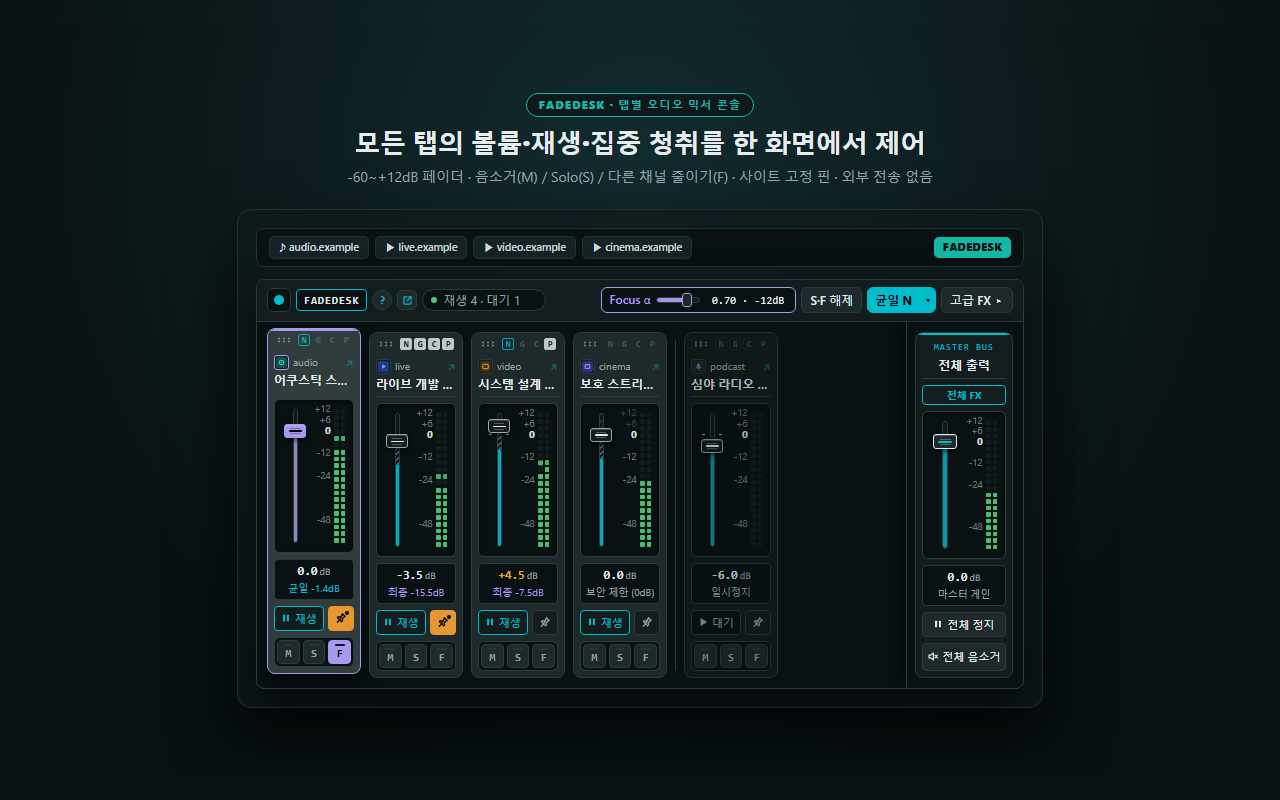 FADEDESK · 탭별 오디오 믹서 콘솔
모든 탭의 볼륨·재생·집중 청취를 한 화면에서 제어
-60~+12dB 페이더 · 음소거(M) / Solo(S) / 다른 채널 줄이기(F) · 사이트 고정 핀 · 외부 전송 없음
♪ audio.example ▶ live.example ▶ video.example ▶ cinema.example FADEDESK
FADEDESK ? 재생 4 · 대기 1 Focus α 0.70 · -12dB S·F 해제 균일 N 고급 FX ▸
N G C P
audio
어쿠스틱 스...
+12
+6
0
-12
-24
-48
0.0 dB
균일 -1.4dB
재생
M S F
N G C P
live
라이브 개발 ...
+12
+6
0
-12
-24
-48
-3.5 dB
최종 -15.5dB
재생
M S F
N G C P
video
시스템 설계 ...
+12
+6
0
-12
-24
-48
+4.5 dB
최종 -7.5dB
재생
M S F
N G C P
cinema
보호 스트리...
+12
+6
0
-12
-24
-48
0.0 dB
보안 제한 (0dB)
재생
M S F
N G C P
podcast
심야 라디오 ...
+12
+6
0
-12
-24
-48
-6.0 dB
일시정지
대기
M S F
MASTER BUS
전체 출력
전체 FX
+12
+6
0
-12
-24
-48
0.0 dB
마스터 게인
전체 정지
전체 음소거